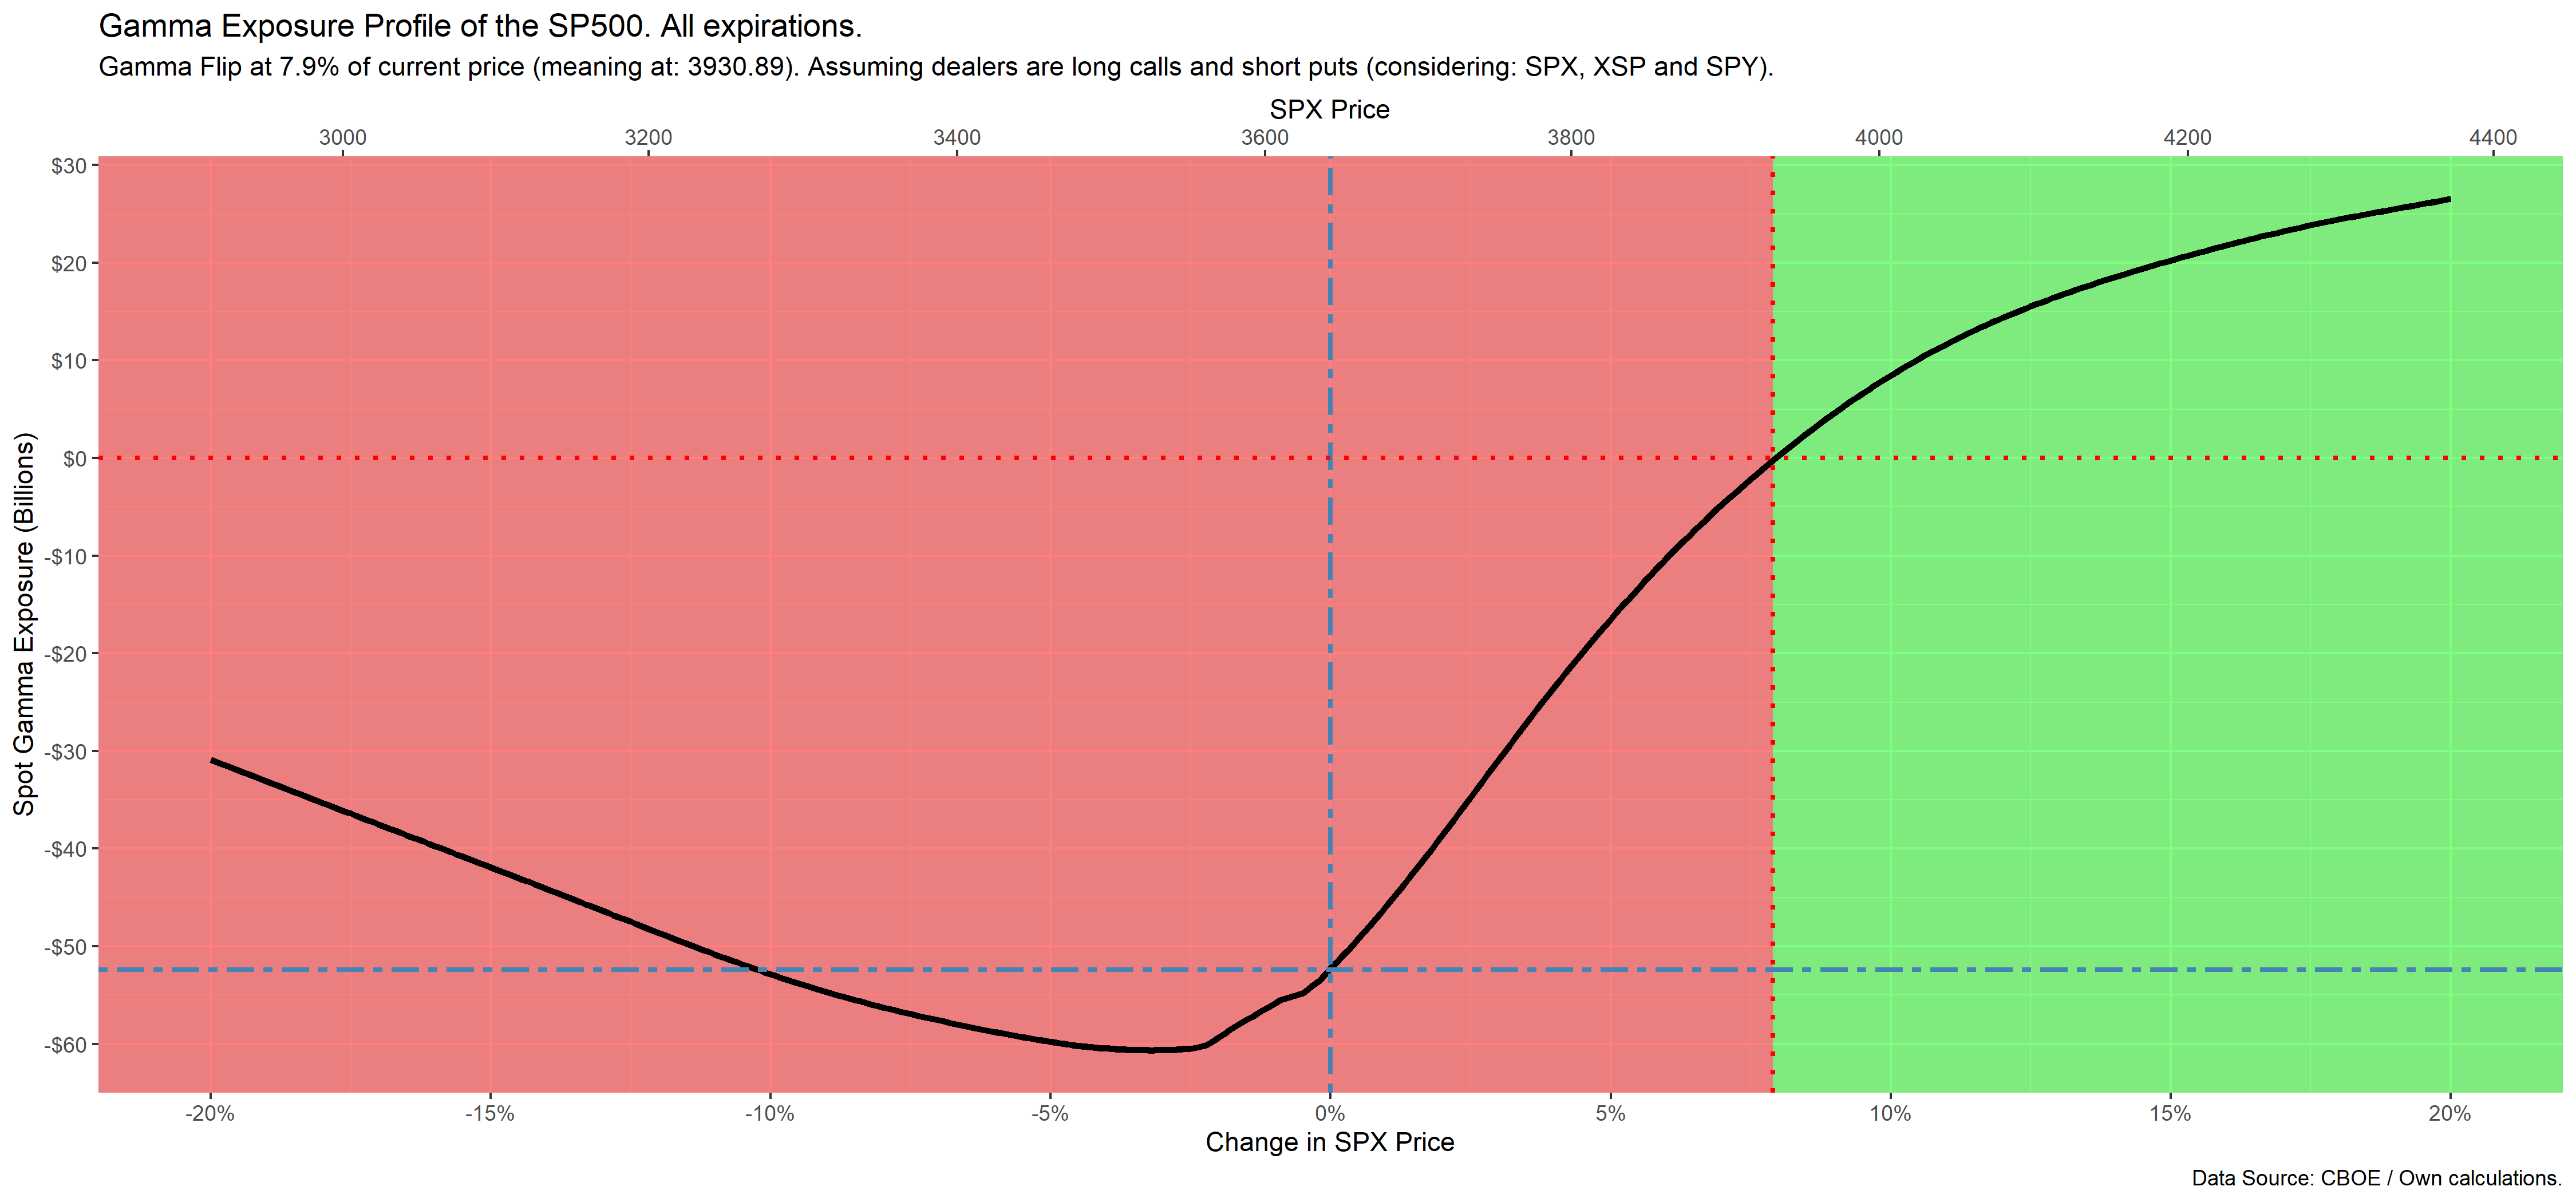 Gamma Exposure Profile of the SP500. All expirations.
Gamma Flip at 7.9% of current price (meaning at: 3930.89). Assuming dealers are long calls and short puts (considering: SPX, XSP and SPY).
SPX Price
3000 3200 3400 3600 3800 4000 4200 4400
$30
$20
$10
$0
-$10
-$20
-$30
-$40
-$50
-$60
Spot Gamma Exposure (Billions)
-20% -15% -10% -5% 0% 5% 10% 15% 20%
Change in SPX Price
Data Source: CBOE / Own calculations.